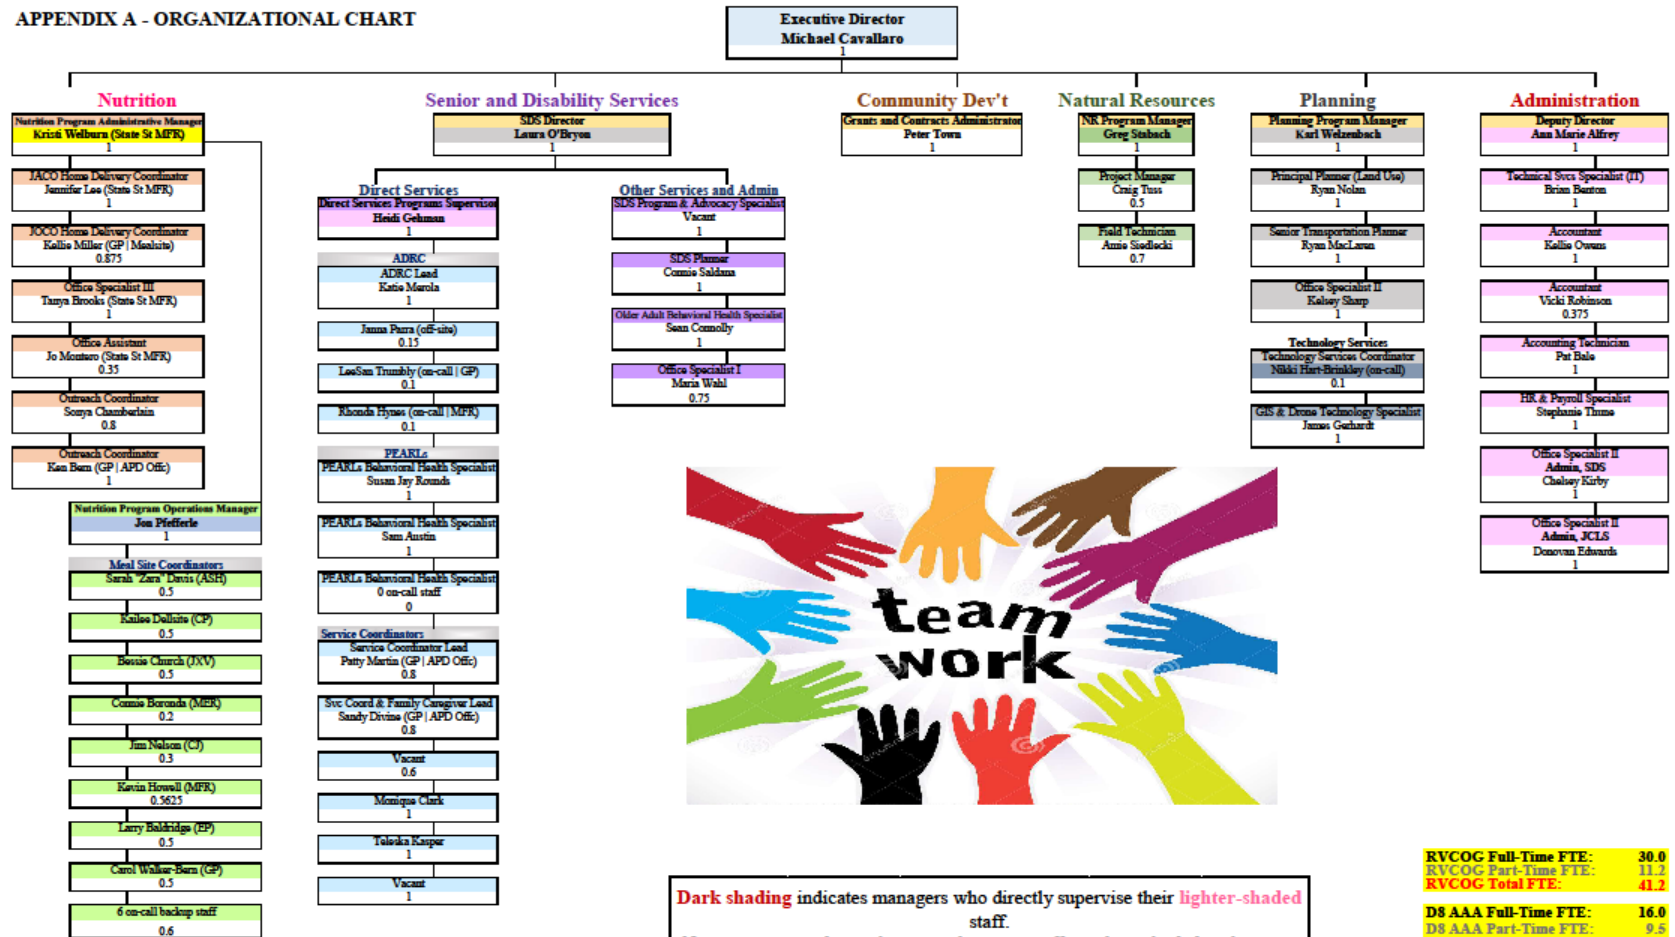 APPENDIX A - ORGANIZATIONAL CHART
Executive Director
Michael Cavallaro
1
Nutrition
Nutrition Program Administrative Manager
Kristi Welburn (State St MFR)
1
JACO Home Delivery Coordinator
Jennifer Lee (State St MFR)
1
JOCO Home Delivery Coordinator
Kellie Miller (GP | Mealsite)
0.875
Office Specialist III
Tanya Brooks (State St MFR)
1
Office Assistant
Jo Montero (State St MFR)
0.35
Outreach Coordinator
Sonya Chamberlain
0.8
Outreach Coordinator
Ken Bern (GP | APD Offc)
1
Nutrition Program Operations Manager
Jon Pfefferle
1
Meal Site Coordinators
Sarah "Zara" Davis (ASH)
0.5
Kailee Dellsite (CP)
0.5
Bessie Church (JXV)
0.5
Connie Boronda (MER)
0.2
Jim Nelson (CJ)
0.3
Kevin Howell (MFR)
0.5625
Larry Baldridge (EP)
0.5
Carol Walker-Bern (GP)
0.5
6 on-call backup staff
0.6
Senior and Disability Services
SDS Director
Laura O'Bryon
1
Direct Services
Direct Services Programs Supervisor
Heidi Gehman
1
ADRC
ADRC Lead
Katie Merola
1
Janna Parra (off-site)
0.15
LeeSan Trumbly (on-call | GP)
0.1
Rhonda Hynes (on-call | MFR)
0.1
PEARLs
PEARLs Behavioral Health Specialist
Susan Jay Rounds
1
PEARLs Behavioral Health Specialist
Sam Austin
1
PEARLs Behavioral Health Specialist
0 on-call staff
0
Service Coordinators
Service Coordinator Lead
Patty Martin (GP | APD Offc)
0.8
Svc Coord & Family Caregiver Lead
Sandy Divine (GP | APD Offc)
0.8
Vacant
0.6
Monique Clark
1
Teleska Kasper
1
Vacant
1
Other Services and Admin
SDS Program & Advocacy Specialist
Vacant
1
SDS Planner
Connie Saldana
1
Older Adult Behavioral Health Specialist
Sean Connolly
1
Office Specialist I
Maria Wahl
0.75
Community Dev't
Grants and Contracts Administrator
Peter Town
1
Natural Resources
NR Program Manager
Greg Stabach
1
Project Manager
Craig Tuss
0.5
Field Technician
Amie Siedlecki
0.7
Planning
Planning Program Manager
Karl Welzenbach
1
Principal Planner (Land Use)
Ryan Nolan
1
Senior Transportation Planner
Ryan MacLaren
1
Office Specialist II
Kelsey Sharp
1
Technology Services
Technology Services Coordinator
Nikki Hart-Brinkley (on-call)
0.1
GIS & Drone Technology Specialist
James Gerhardt
1
Administration
Deputy Director
Ann Marie Alfrey
1
Technical Svcs Specialist (IT)
Brian Benton
1
Accountant
Kellie Owens
1
Accountant
Vicki Robinson
0.375
Accounting Technician
Pat Bale
1
HR & Payroll Specialist
Stephanie Thune
1
Office Specialist II
Admin, SDS
Chelsey Kirby
1
Office Specialist II
Admin, JCLS
Donovan Edwards
1
team
work
Dark shading indicates managers who directly supervise their lighter-shaded
staff.
RVCOG Full-Time FTE: 30.0
RVCOG Part-Time FTE: 11.2
RVCOG Total FTE: 41.2
D8 AAA Full-Time FTE: 16.0
D8 AAA Part-Time FTE: 9.5